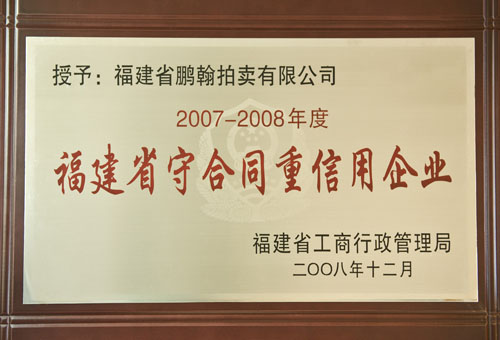 授予：福建省鹏翰拍卖有限公司
2007-2008年度
福建省守合同重信用企业
福建省工商行政管理局
二〇〇八年十二月